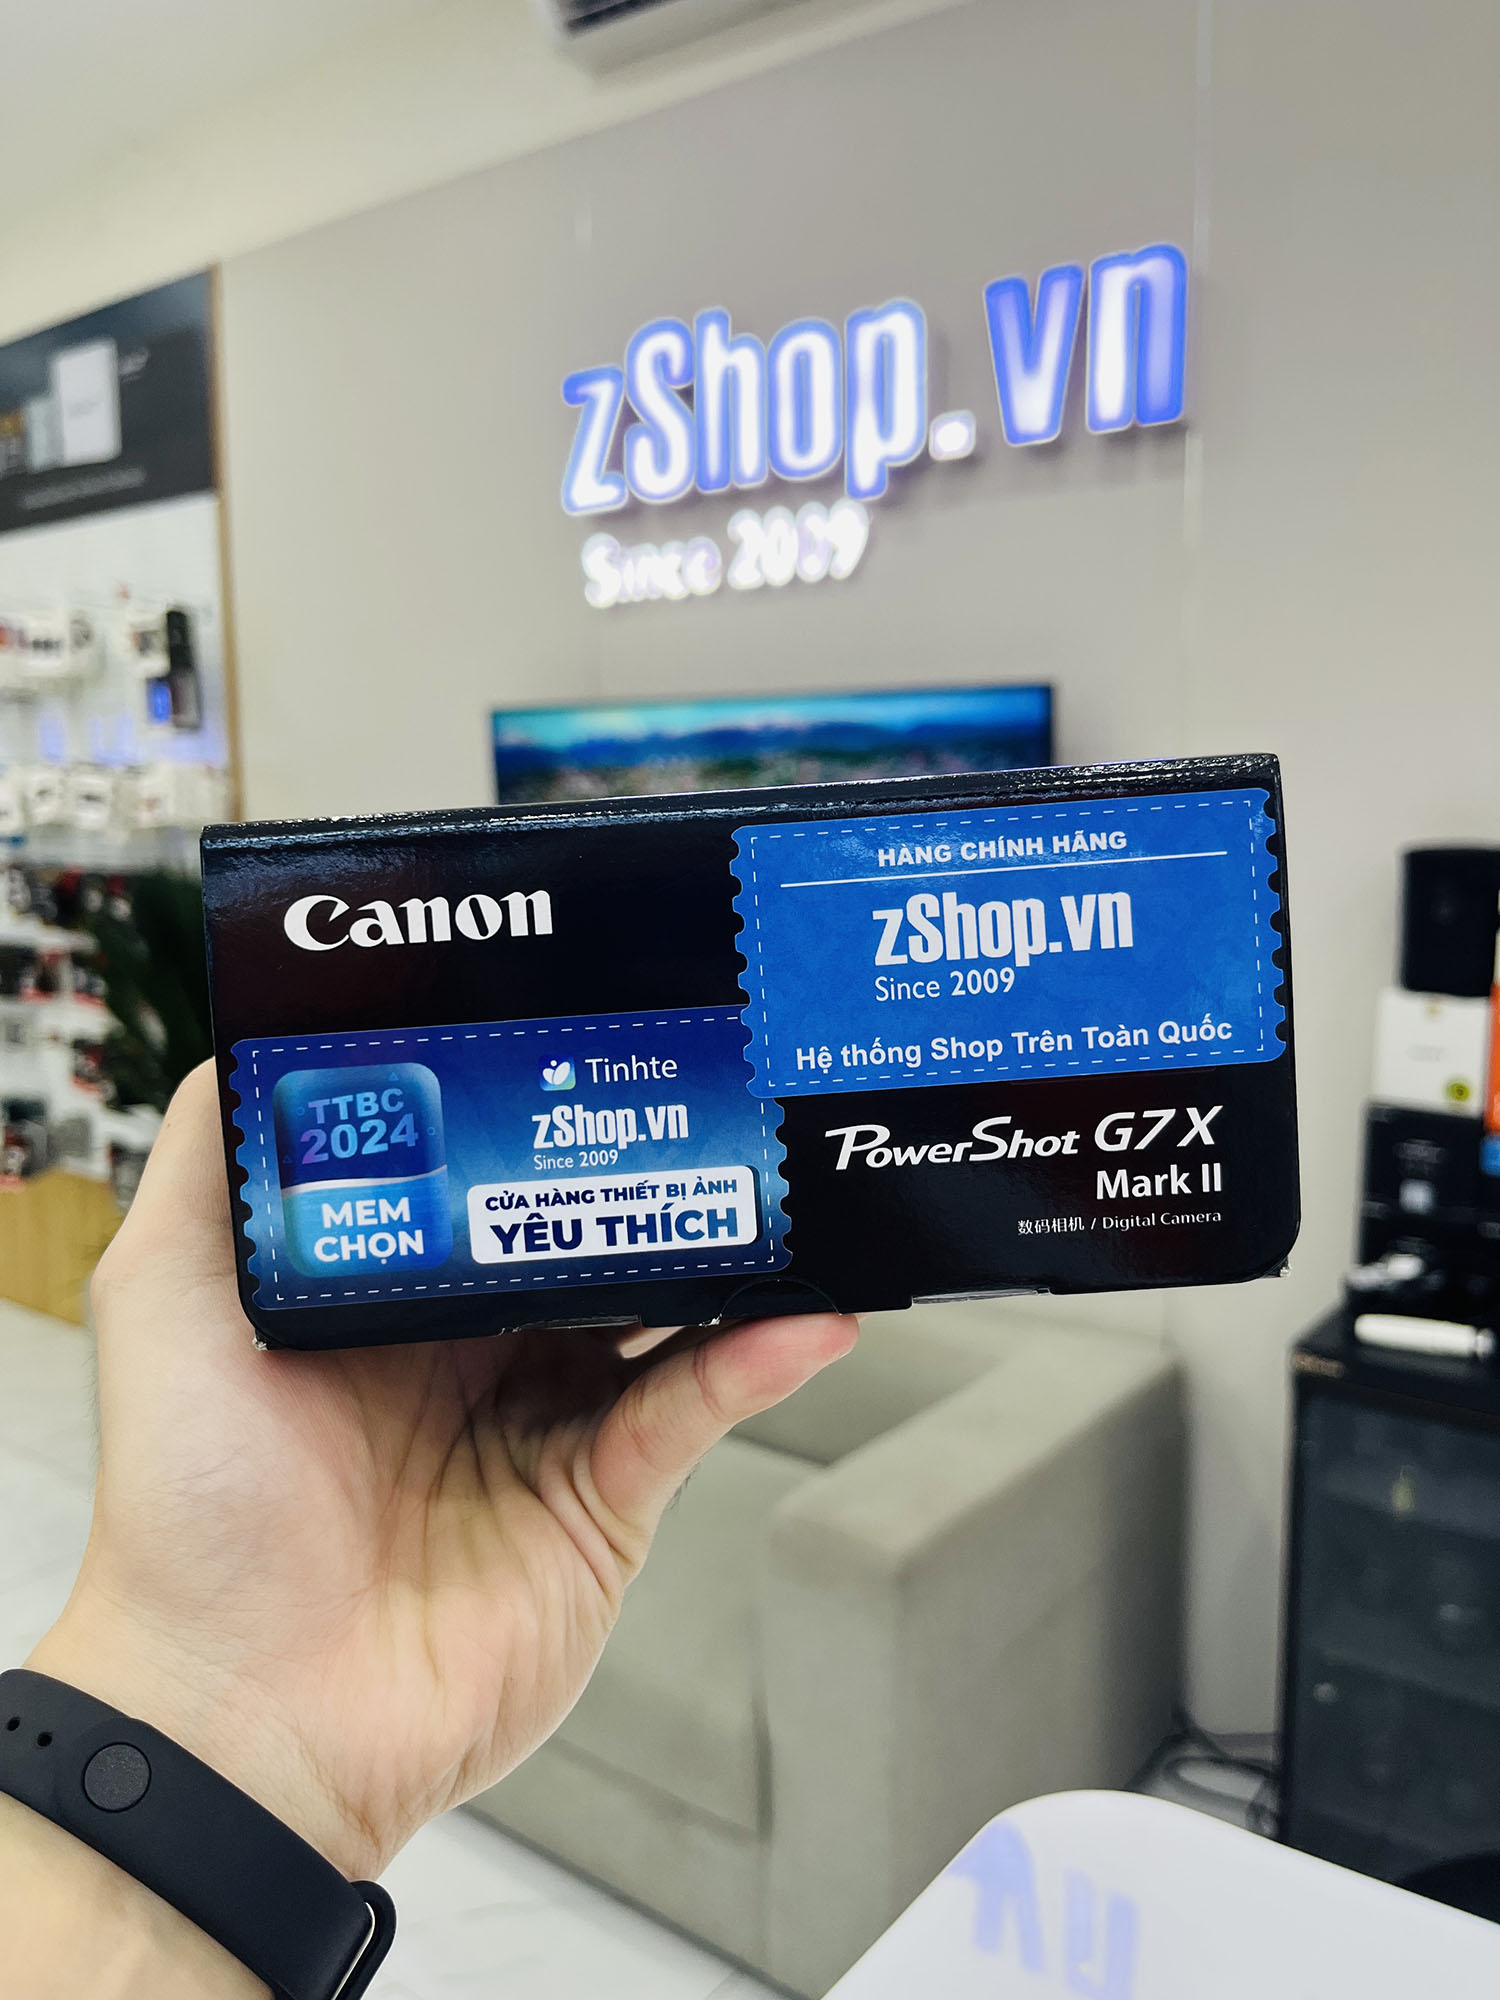 zShop.vn
Since 2009
Canon
HÀNG CHÍNH HÃNG
zShop.vn
Since 2009
Hệ thống Shop Trên Toàn Quốc
TTBC
2024
MEM
CHỌN
Tinhte
zShop.vn
Since 2009
CỬA HÀNG THIẾT BỊ ẢNH
YÊU THÍCH
PowerShot G7 X
Mark II
数码相机 / Digital Camera